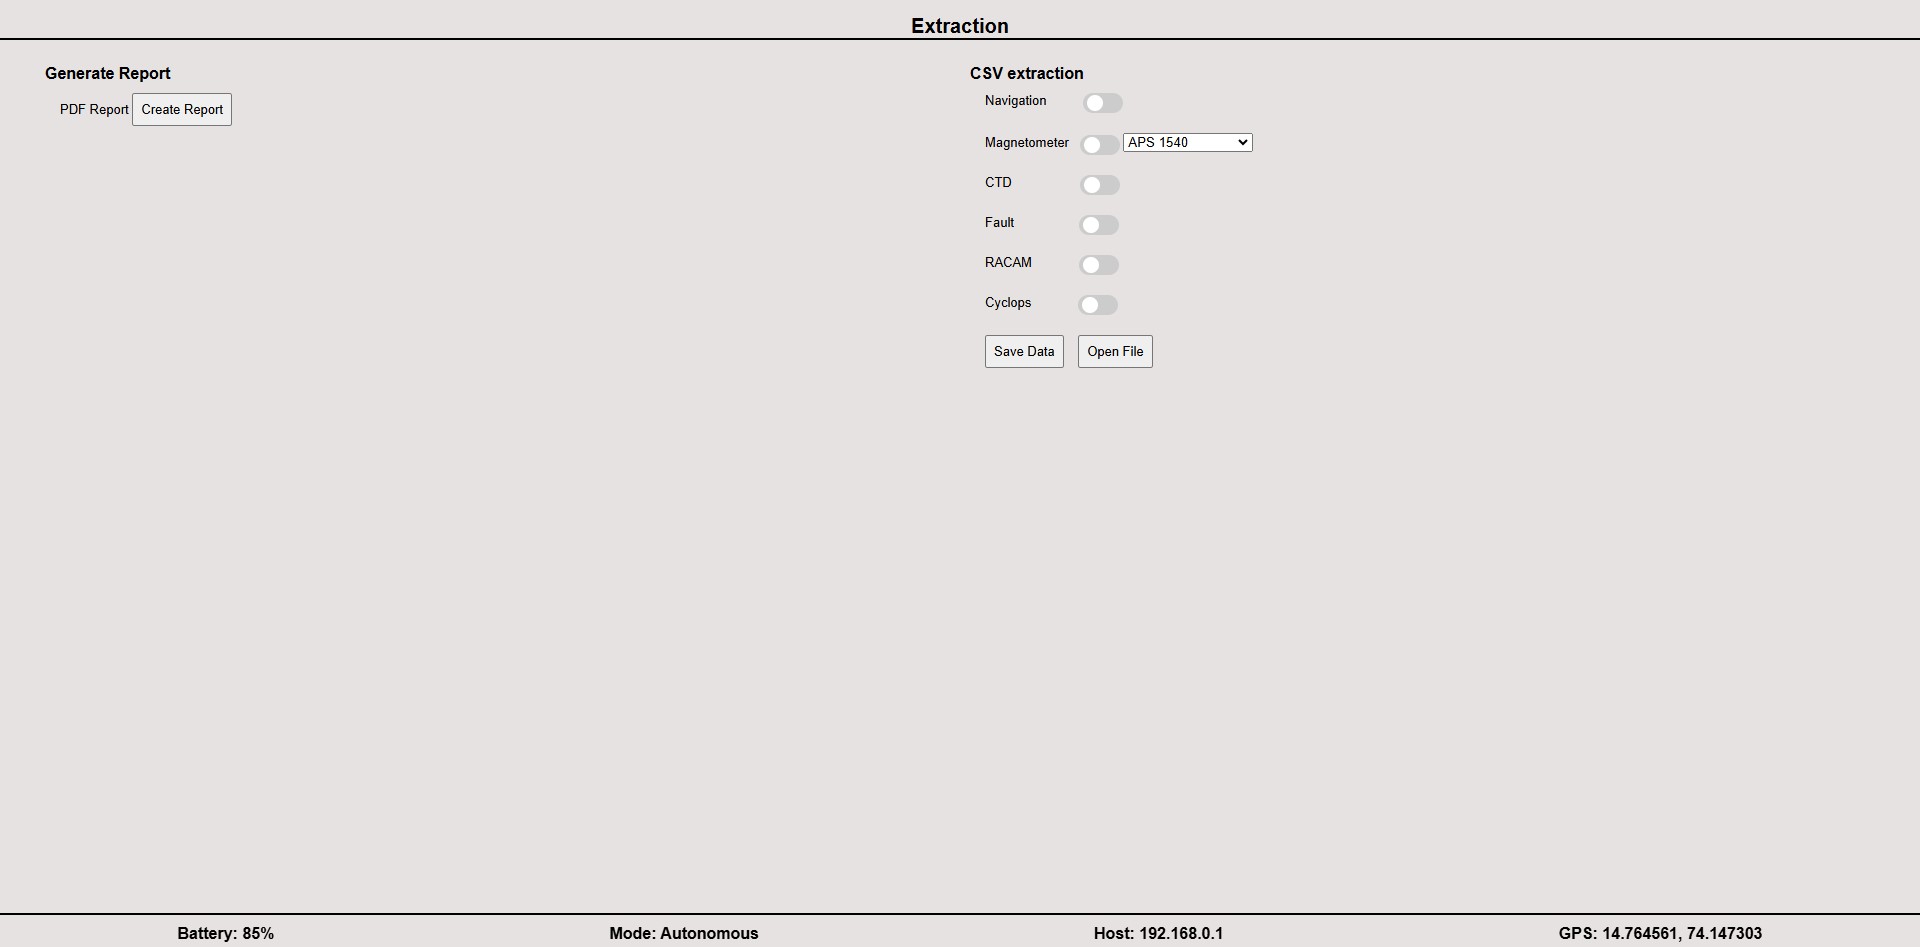 Extraction
Generate Report
PDF Report Create Report
CSV extraction
Navigation
Magnetometer APS 1540
CTD
Fault
RACAM
Cyclops
Save Data Open File
Battery: 85% Mode: Autonomous Host: 192.168.0.1 GPS: 14.764561, 74.147303